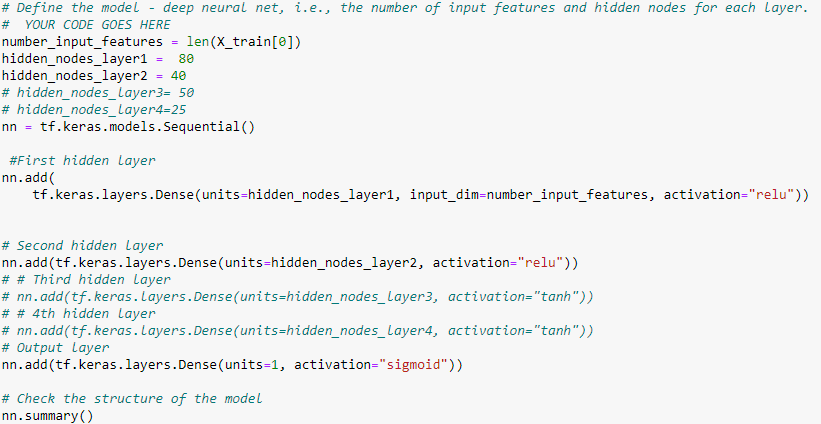 # Define the model - deep neural net, i.e., the number of input features and hidden nodes for each layer.
#  YOUR CODE GOES HERE
number_input_features = len(X_train[0])
hidden_nodes_layer1 =  80
hidden_nodes_layer2 = 40
# hidden_nodes_layer3= 50
# hidden_nodes_layer4=25
nn = tf.keras.models.Sequential()
 #First hidden layer
nn.add(
    tf.keras.layers.Dense(units=hidden_nodes_layer1, input_dim=number_input_features, activation="relu"))
# Second hidden layer
nn.add(tf.keras.layers.Dense(units=hidden_nodes_layer2, activation="relu"))
# # Third hidden layer
# nn.add(tf.keras.layers.Dense(units=hidden_nodes_layer3, activation="tanh"))
# # 4th hidden layer
# nn.add(tf.keras.layers.Dense(units=hidden_nodes_layer4, activation="tanh"))
# Output layer
nn.add(tf.keras.layers.Dense(units=1, activation="sigmoid"))
# Check the structure of the model
nn.summary()